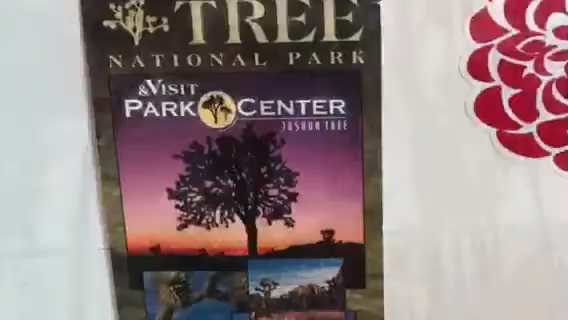 TREE
NATIONAL PARK
&VISIT
PARK CENTER
JOSHUA TREE